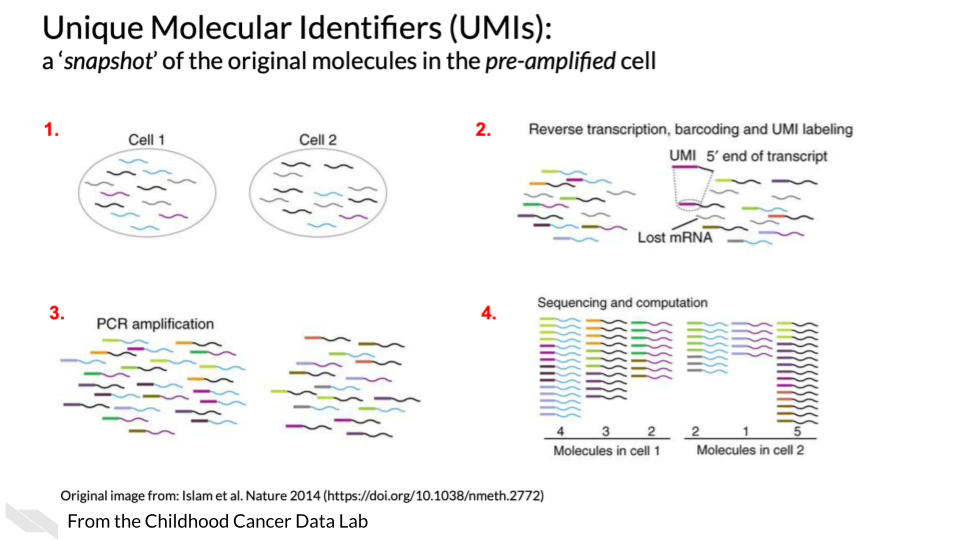 Unique Molecular Identifiers (UMIs):
a ‘snapshot’ of the original molecules in the pre-amplified cell
1.
Cell 1
Cell 2
2.
Reverse transcription, barcoding and UMI labeling
UMI 5′ end of transcript
Lost mRNA
3.
PCR amplification
4.
Sequencing and computation
4 3 2 2 1 5
Molecules in cell 1
Molecules in cell 2
Original image from: Islam et al. Nature 2014 (https://doi.org/10.1038/nmeth.2772)
From the Childhood Cancer Data Lab